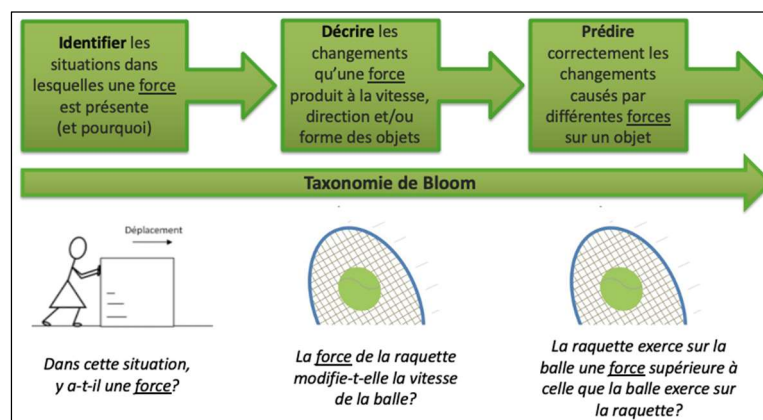 Identifier les
situations dans
lesquelles une force
est présente
(et pourquoi)
Décrire les
changements
qu'une force
produit à la vitesse,
direction et/ou
forme des objets
Prédire
correctement les
changements
causés par
différentes forces
sur un objet
Taxonomie de Bloom
Déplacement
Dans cette situation,
y a-t-il une force?
La force de la raquette
modifie-t-elle la vitesse
de la balle?
La raquette exerce sur la
balle une force supérieure à
celle que la balle exerce sur
la raquette?